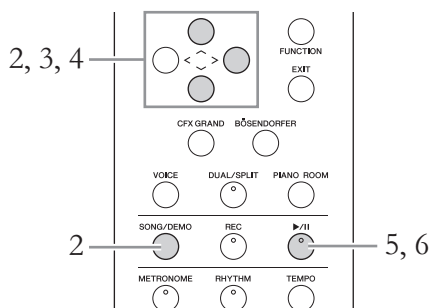 2, 3, 4
FUNCTION
EXIT
CFX GRAND BÖSENDORFER
VOICE DUAL/SPLIT PIANO ROOM
SONG/DEMO REC ►/II
2
5, 6
METRONOME RHYTHM TEMPO